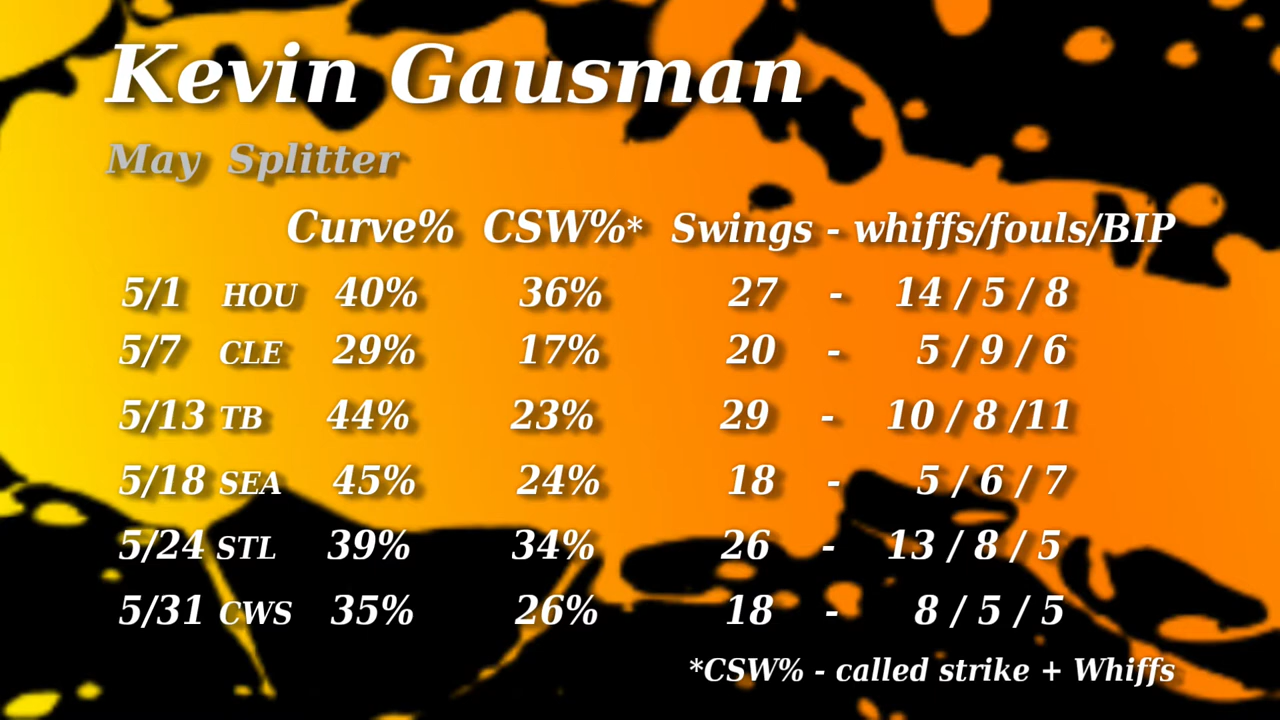 Kevin Gausman
May Splitter
Curve% CSW%* Swings - whiffs/fouls/BIP
5/1 HOU 40% 36% 27 - 14 / 5 / 8
5/7 CLE 29% 17% 20 - 5 / 9 / 6
5/13 TB 44% 23% 29 - 10 / 8 /11
5/18 SEA 45% 24% 18 - 5 / 6 / 7
5/24 STL 39% 34% 26 - 13 / 8 / 5
5/31 CWS 35% 26% 18 - 8 / 5 / 5
*CSW% - called strike + Whiffs